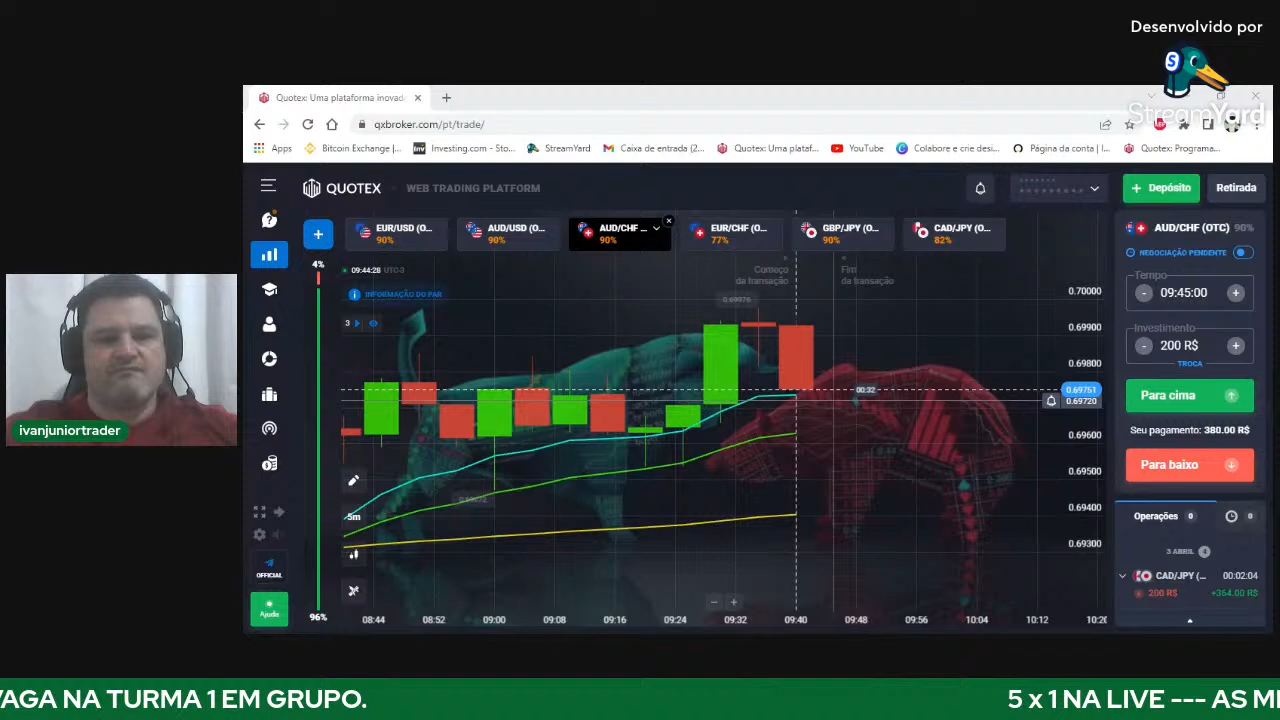 Desenvolvido por
S
StreamYard
Quotex: Uma plataforma inovad
qxbroker.com/pt/trade/
Apps
Bitcoin Exchange |...
Investing.com - Sto...
StreamYard
Caixa de entrada (2...
Quotex: Uma plataf...
YouTube
Colabore e crie desi...
Página da conta | I...
Quotex: Programa...
QUOTEX
WEB TRADING PLATFORM
Depósito
Retirada
EUR/USD (O...
90%
AUD/USD (O...
90%
AUD/CHF ...
90%
EUR/CHF (O...
77%
GBP/JPY (O...
90%
CAD/JPY (O...
82%
AUD/CHF (OTC) 90%
NEGOCIAÇÃO PENDENTE
4%
09:44:28 UTC-3
INFORMAÇÃO DO PAR
3
Começo da transação
Fim da transação
0.69976
00:32
0.70000
0.69900
0.69800
0.69751
0.69720
0.69600
0.69500
0.69400
0.69300
Tempo
- 09:45:00 +
Investimento
- 200 R$ +
TROCA
Para cima
Seu pagamento: 380.00 R$
Para baixo
Operações 0
0
3 ABRIL 4
CAD/JPY (... 00:02:04
200 R$ +364.00 R$
5m
OFFICIAL
Ajuda
96%
08:44 08:52 09:00 09:08 09:16 09:24 09:32 09:40 09:48 09:56 10:04 10:12 10:20
ivanjuniortrader
VAGA NA TURMA 1 EM GRUPO.
5 x 1 NA LIVE --- AS